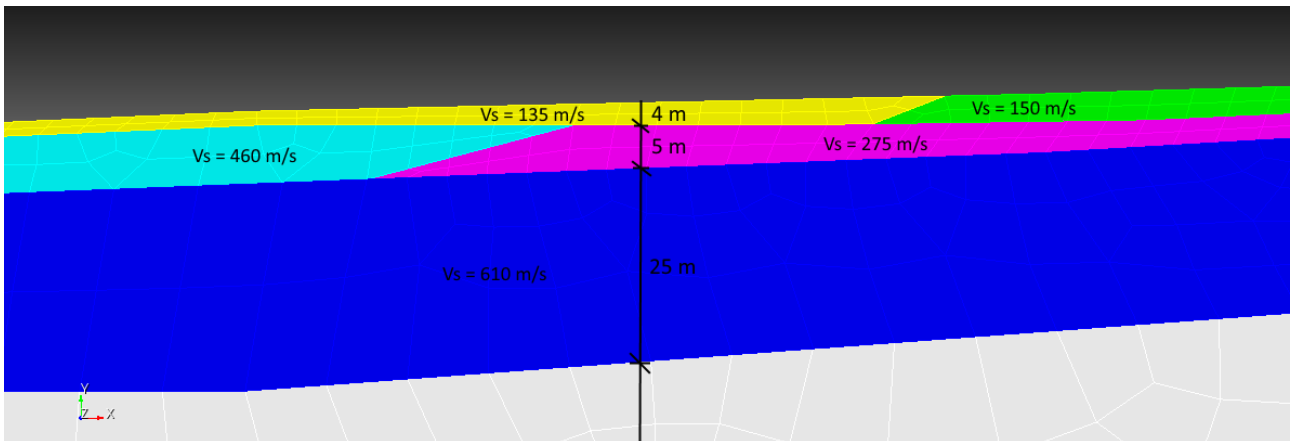 Vs = 135 m/s
4 m
Vs = 150 m/s
5 m
Vs = 275 m/s
Vs = 460 m/s
Vs = 610 m/s
25 m
Y
Z X